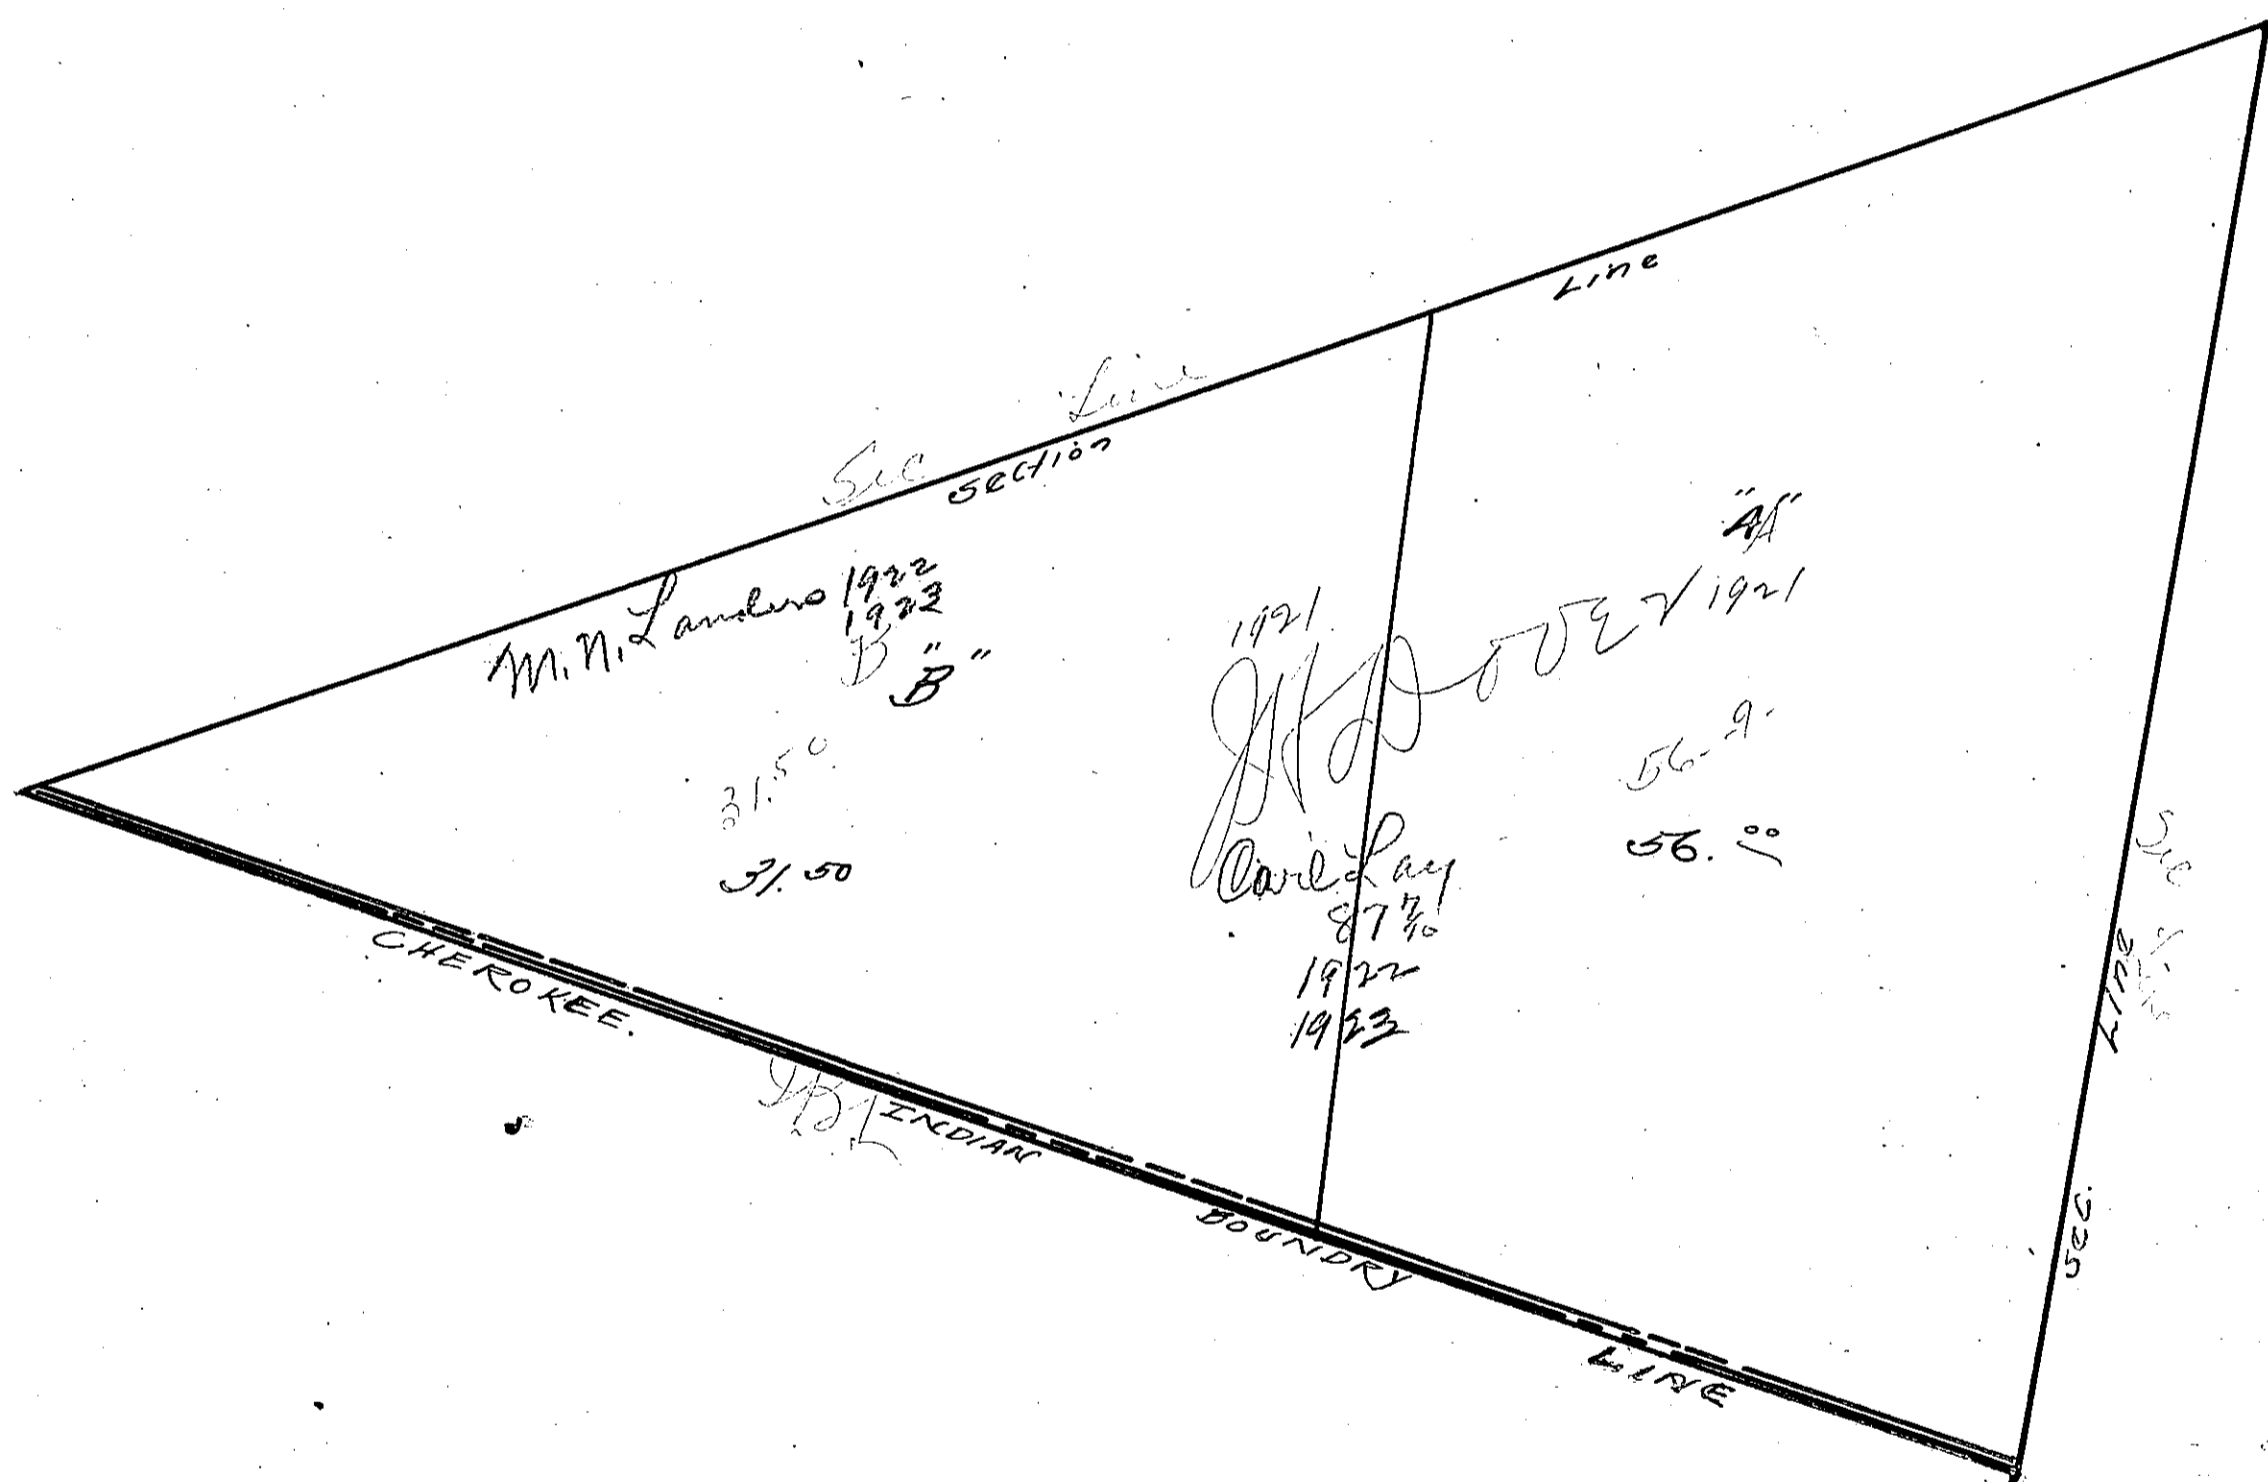 Line
Sec Line
Section
"A"
M.N. Landers 1922
1923
B
"B"
1921
Dover 1921
31.50
31.50
56.
56.00
Carl Lay
87 7/10
1922
1923
Sec Line
Sec. Line
CHEROKEE.
INDIAN
BOUNDRY
LINE